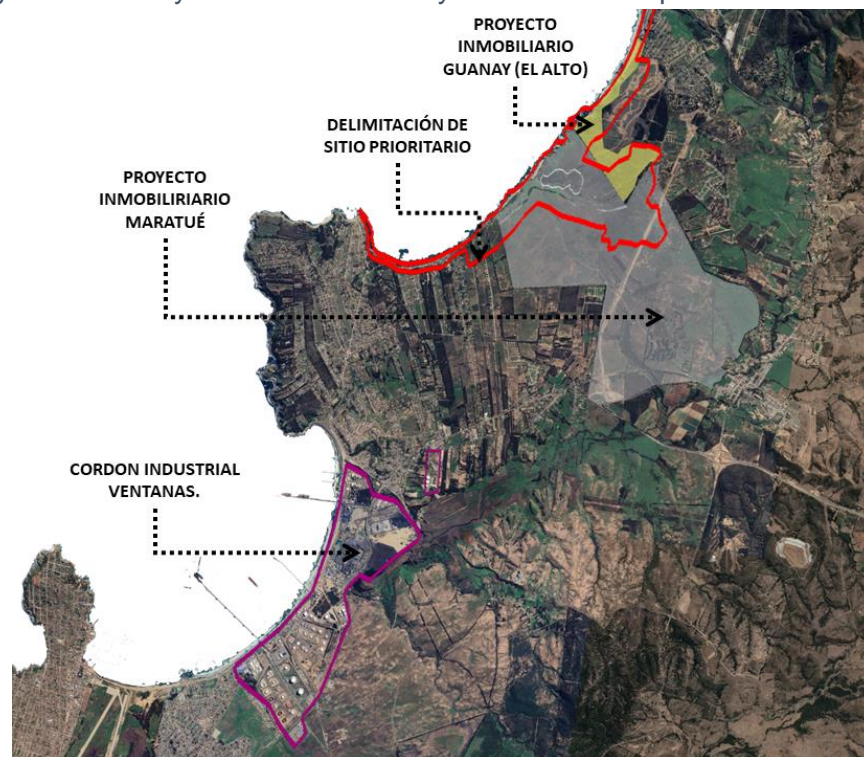 PROYECTO
INMOBILIARIO
GUANAY (EL ALTO)
DELIMITACIÓN DE
SITIO PRIORITARIO
PROYECTO
INMOBILIRIARIO
MARATUÉ
CORDON INDUSTRIAL
VENTANAS.